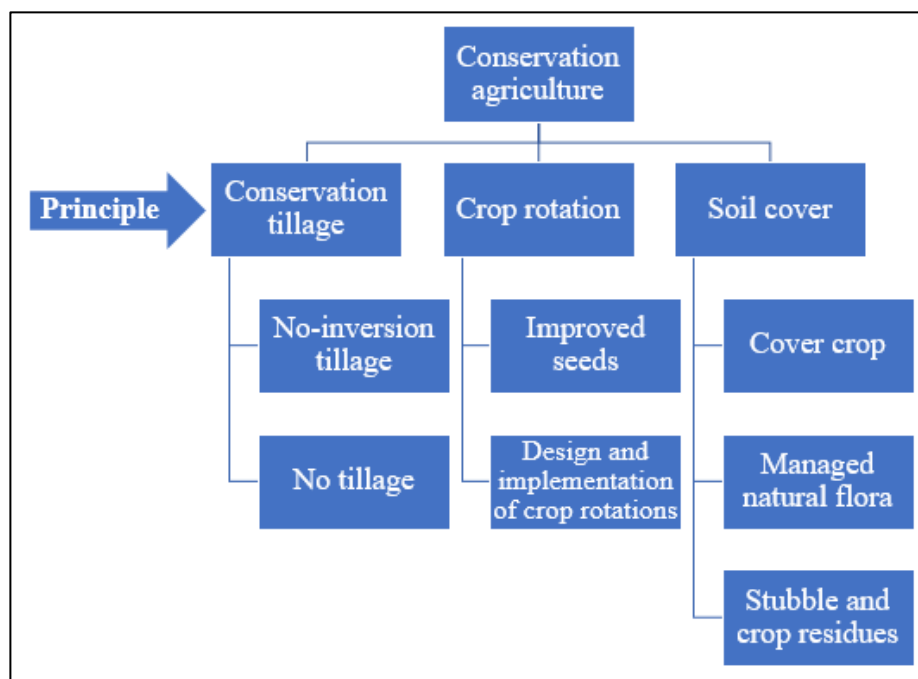 Conservation
agriculture
Principle
Conservation
tillage
Crop rotation
Soil cover
No-inversion
tillage
Improved
seeds
Cover crop
No tillage
Design and
implementation
of crop rotations
Managed
natural flora
Stubble and
crop residues